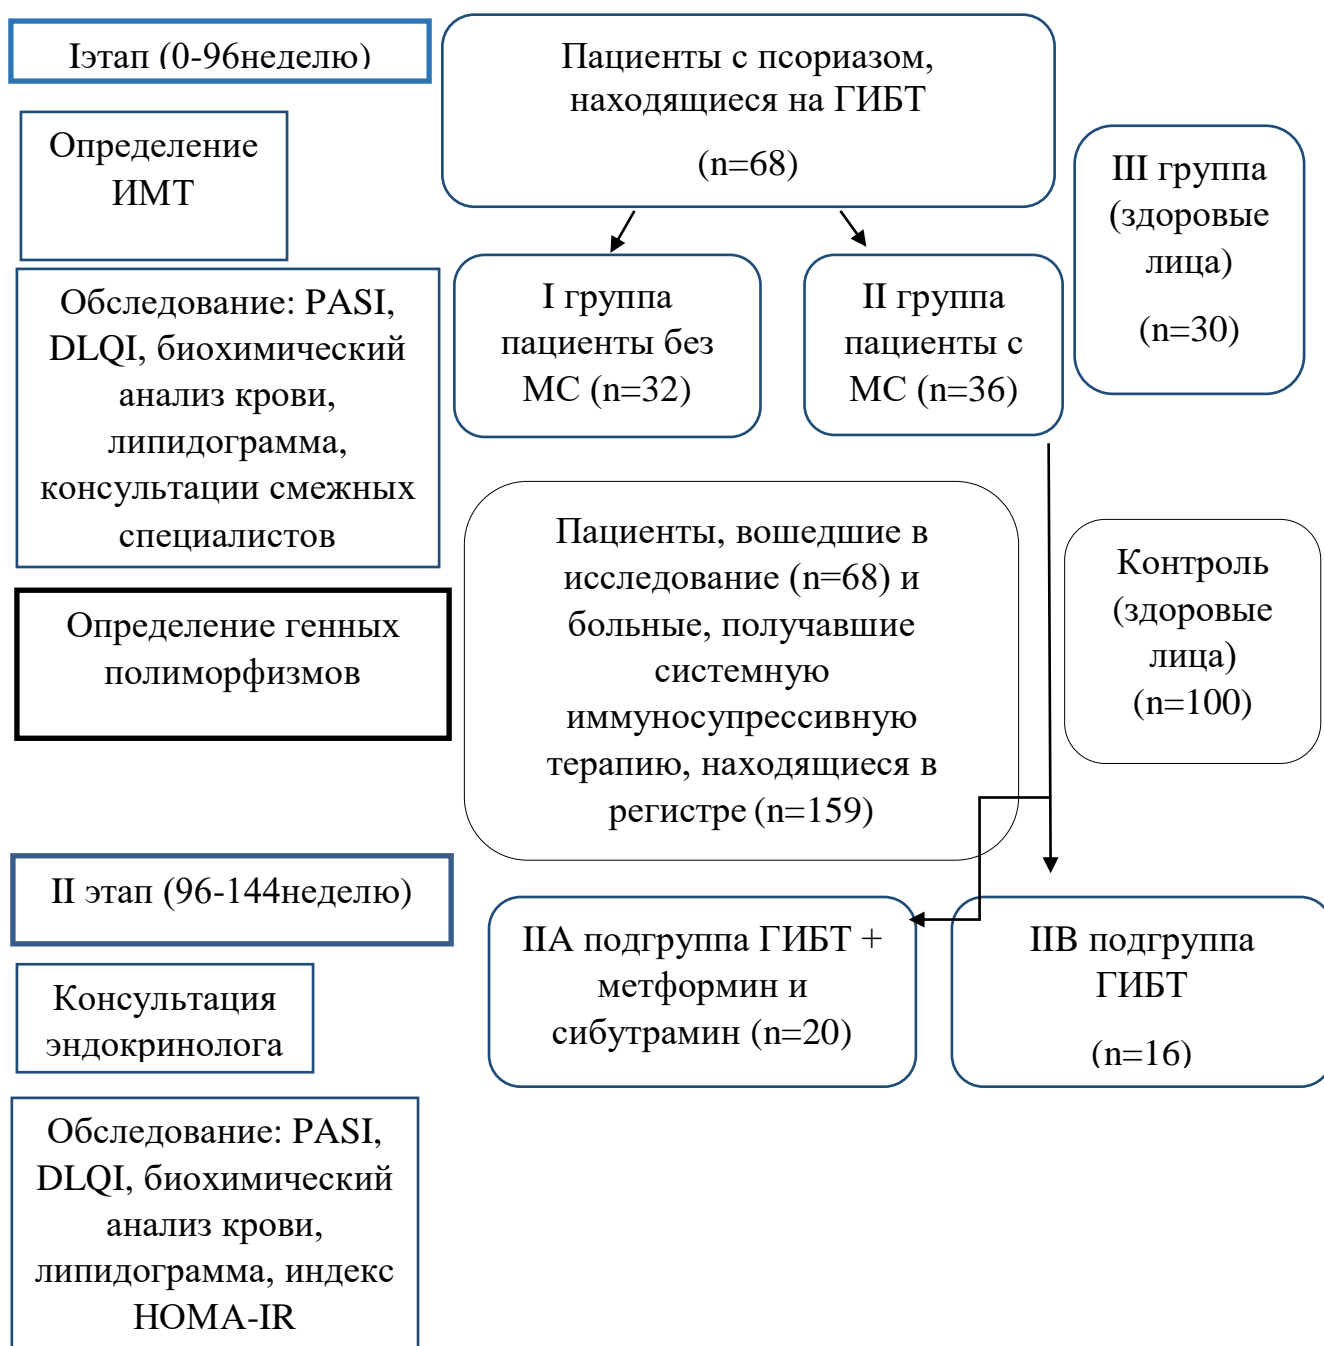 Iэтап (0-96неделю)
Пациенты с псориазом,
находящиеся на ГИБТ
(n=68)
Определение
ИМТ
III группа
(здоровые
лица)
(n=30)
Обследование: PASI,
DLQI, биохимический
анализ крови,
липидограмма,
консультации смежных
специалистов
I группа
пациенты без
МС (n=32)
II группа
пациенты с
МС (n=36)
Определение генных
полиморфизмов
Пациенты, вошедшие в
исследование (n=68) и
больные, получавшие
системную
иммуносупрессивную
терапию, находящиеся в
регистре (n=159)
Контроль
(здоровые
лица)
(n=100)
II этап (96-144неделю)
Консультация
эндокринолога
IIA подгруппа ГИБТ +
метформин и
сибутрамин (n=20)
IIB подгруппа
ГИБТ
(n=16)
Обследование: PASI,
DLQI, биохимический
анализ крови,
липидограмма, индекс
HOMA-IR